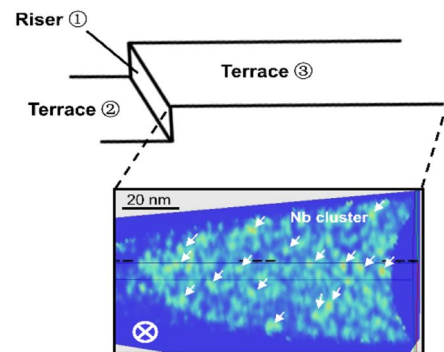 Riser ①
Terrace ③
Terrace ②
20 nm
Nb cluster